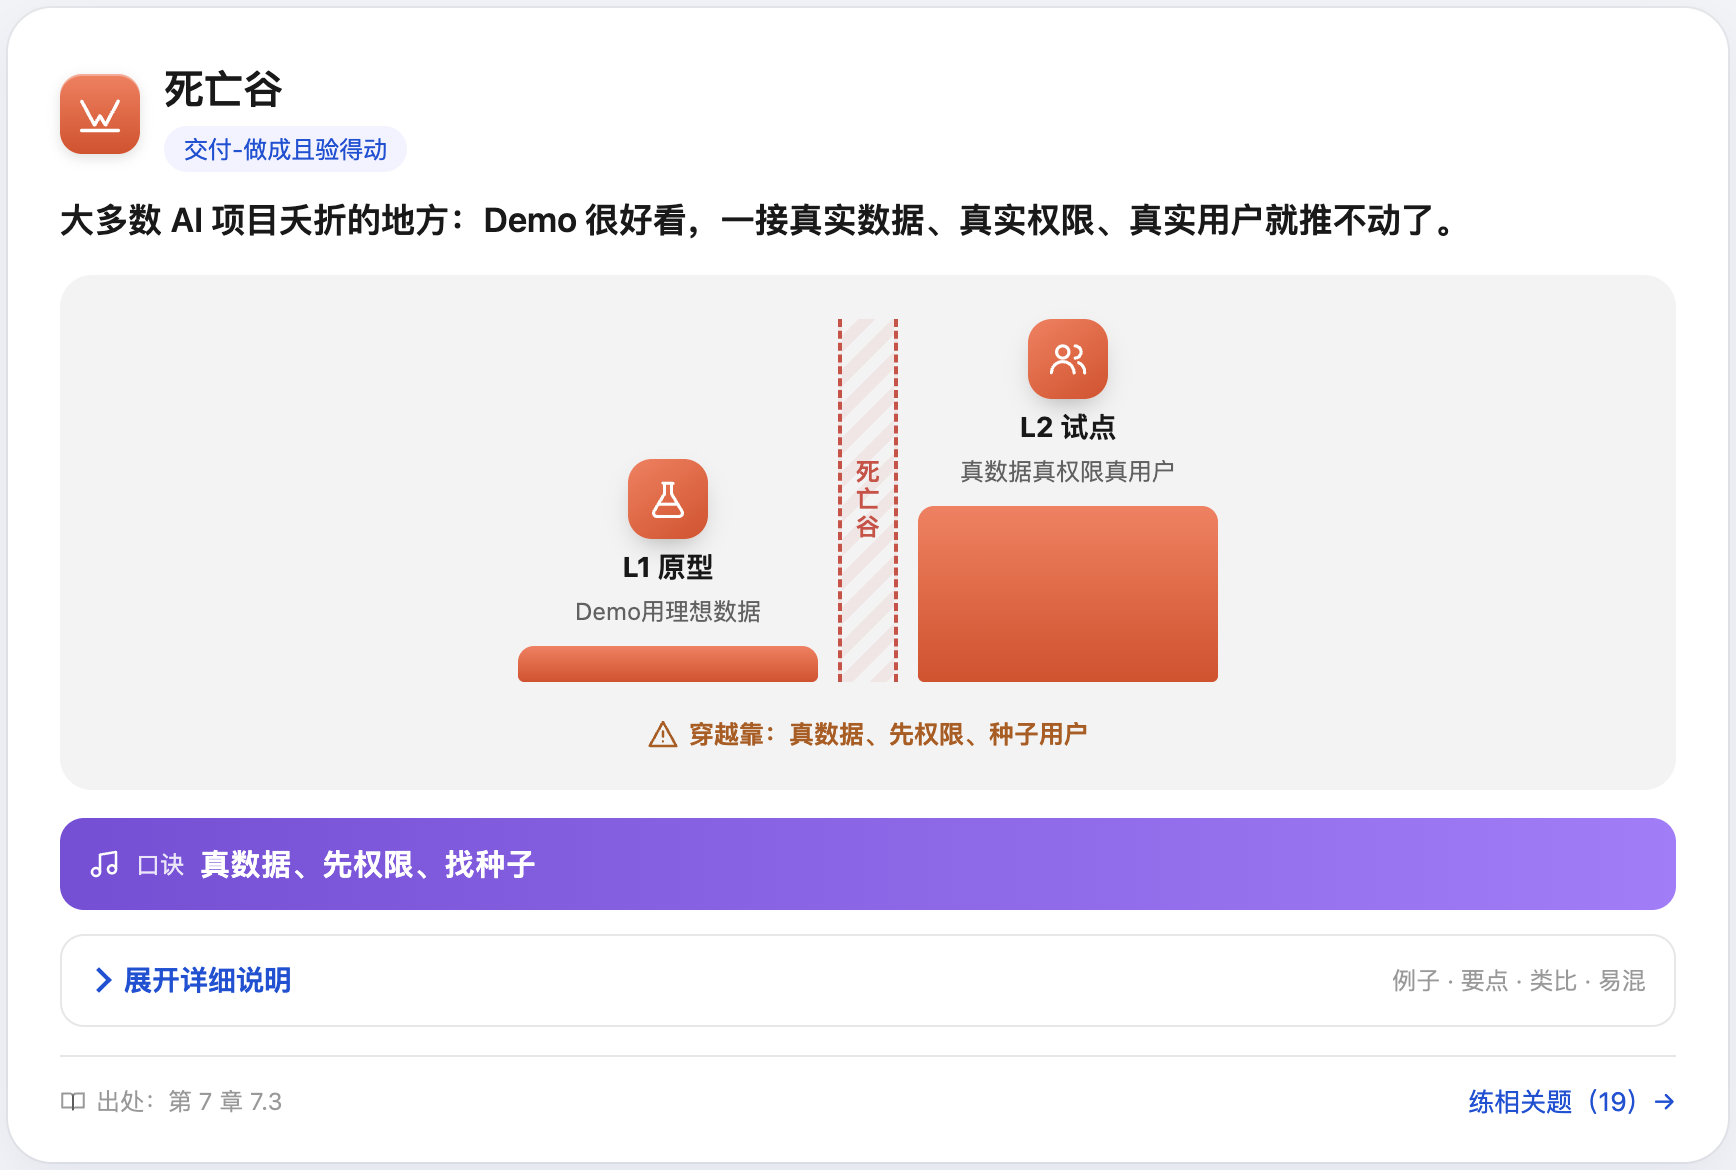 死亡谷
交付-做成且验得动
大多数 AI 项目夭折的地方：Demo 很好看，一接真实数据、真实权限、真实用户就推不动了。
L2 试点
真数据真权限真用户
死亡谷
L1 原型
Demo用理想数据
穿越靠：真数据、先权限、种子用户
口诀 真数据、先权限、找种子
展开详细说明
例子 · 要点 · 类比 · 易混
出处：第 7 章 7.3
练相关题（19）